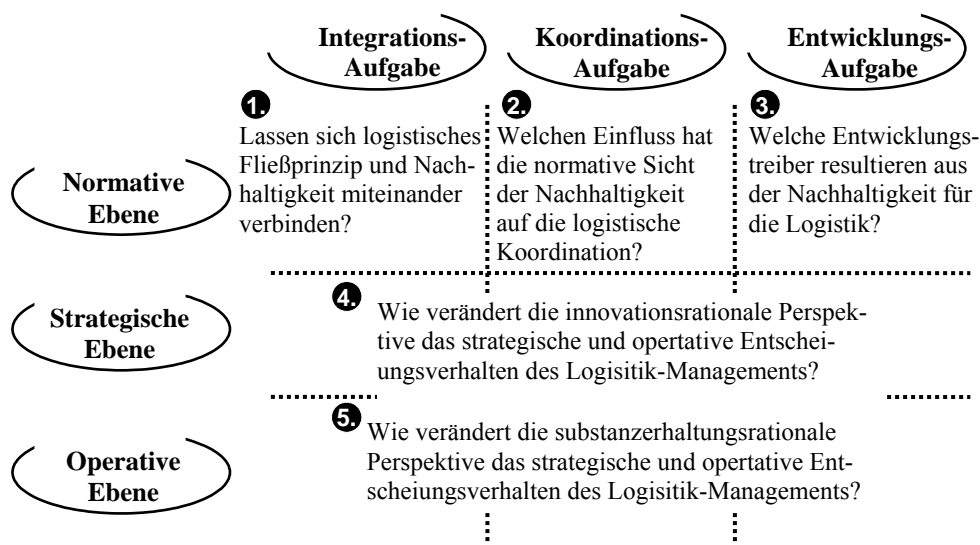 Integrations-
Aufgabe
Koordinations-
Aufgabe
Entwicklungs-
Aufgabe
Normative
Ebene
1.
Lassen sich logistisches
Fließprinzip und Nach-
haltigkeit miteinander
verbinden?
2.
Welchen Einfluss hat
die normative Sicht
der Nachhaltigkeit
auf die logistische
Koordination?
3.
Welche Entwicklungs-
treiber resultieren aus
der Nachhaltigkeit für
die Logistik?
Strategische
Ebene
4.
Wie verändert die innovationsrationale Perspek-
tive das strategische und opertative Entschei-
ungsverhalten des Logisitik-Managements?
Operative
Ebene
5.
Wie verändert die substanzerhaltungsrationale
Perspektive das strategische und opertative Ent-
scheiungsverhalten des Logisitik-Managements?